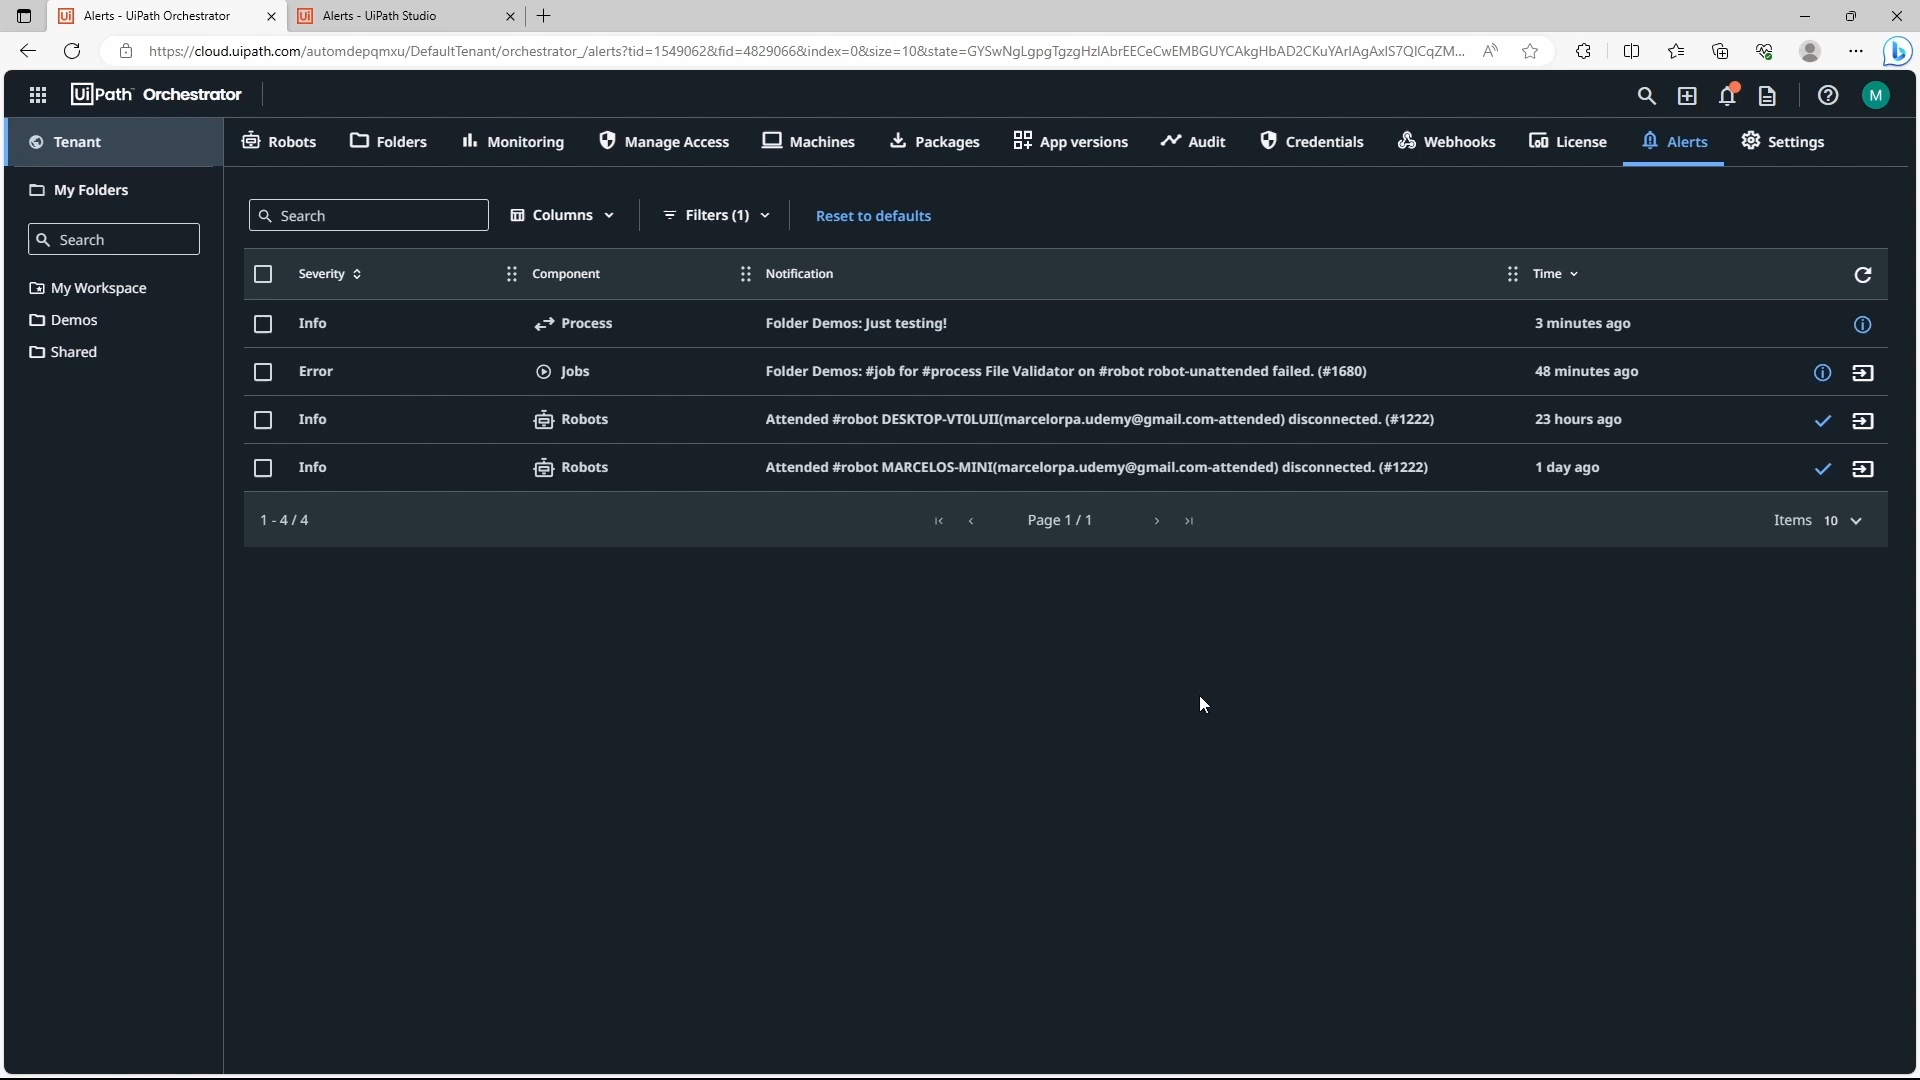 Alerts - UiPath Orchestrator
Alerts - UiPath Studio
https://cloud.uipath.com/automdepqmxu/DefaultTenant/orchestrator_/alerts?tid=1549062&fid=4829066&index=0&size=10&state=GYSwNgLgpgTgzgHzIAbrEECeCwEMBGUYCAkgHbAD2CKuYArIAgAxIS7QICqZM...
UiPath Orchestrator
M
Tenant
Robots
Folders
Monitoring
Manage Access
Machines
Packages
App versions
Audit
Credentials
Webhooks
License
Alerts
Settings
My Folders
Search
My Workspace
Demos
Shared
Search
Columns
Filters (1)
Reset to defaults
Severity Component Notification Time
Info Process Folder Demos: Just testing! 3 minutes ago
Error Jobs Folder Demos: #job for #process File Validator on #robot robot-unattended failed. (#1680) 48 minutes ago
Info Robots Attended #robot DESKTOP-VT0LUII(marcelorpa.udemy@gmail.com-attended) disconnected. (#1222) 23 hours ago
Info Robots Attended #robot MARCELOS-MINI(marcelorpa.udemy@gmail.com-attended) disconnected. (#1222) 1 day ago
1 - 4 / 4 Page 1 / 1 Items 10